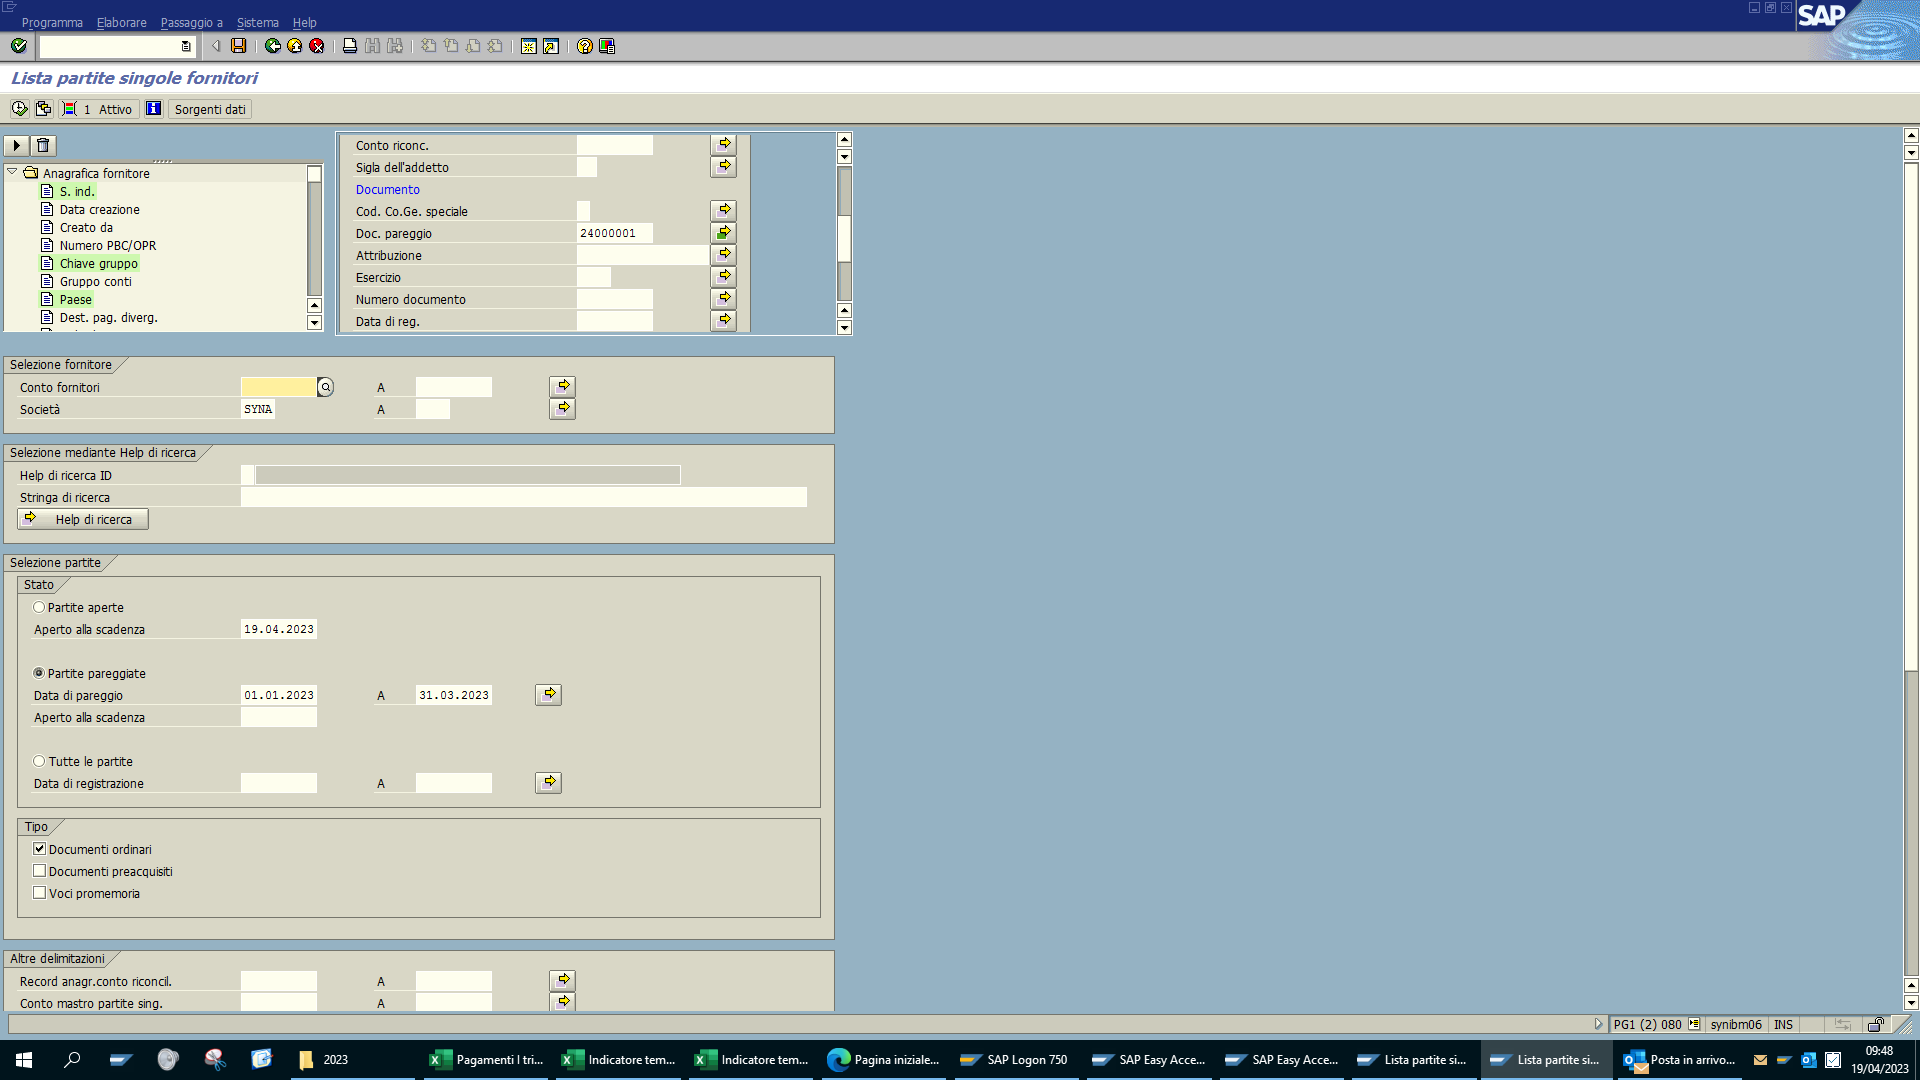 Programma Elaborare Passaggio a Sistema Help
SAP
Lista partite singole fornitori
1 Attivo Sorgenti dati
Anagrafica fornitore
S. ind.
Data creazione
Creato da
Numero PBC/OPR
Chiave gruppo
Gruppo conti
Paese
Dest. pag. diverg.
Conto riconc.
Sigla dell'addetto
Documento
Cod. Co.Ge. speciale
Doc. pareggio 24000001
Attribuzione
Esercizio
Numero documento
Data di reg.
Selezione fornitore
Conto fornitori A
Società SYNA A
Selezione mediante Help di ricerca
Help di ricerca ID
Stringa di ricerca
Help di ricerca
Selezione partite
Stato
Partite aperte
Aperto alla scadenza 19.04.2023
Partite pareggiate
Data di pareggio 01.01.2023 A 31.03.2023
Aperto alla scadenza
Tutte le partite
Data di registrazione A
Tipo
Documenti ordinari
Documenti preacquisiti
Voci promemoria
Altre delimitazioni
Record anagr.conto riconcil. A
Conto mastro partite sing. A
PG1 (2) 080 synibm06 INS
2023 Pagamenti I tri... Indicatore tem... Indicatore tem... Pagina iniziale... SAP Logon 750 SAP Easy Acce... SAP Easy Acce... Lista partite si... Lista partite si... Posta in arrivo...
09:48
19/04/2023